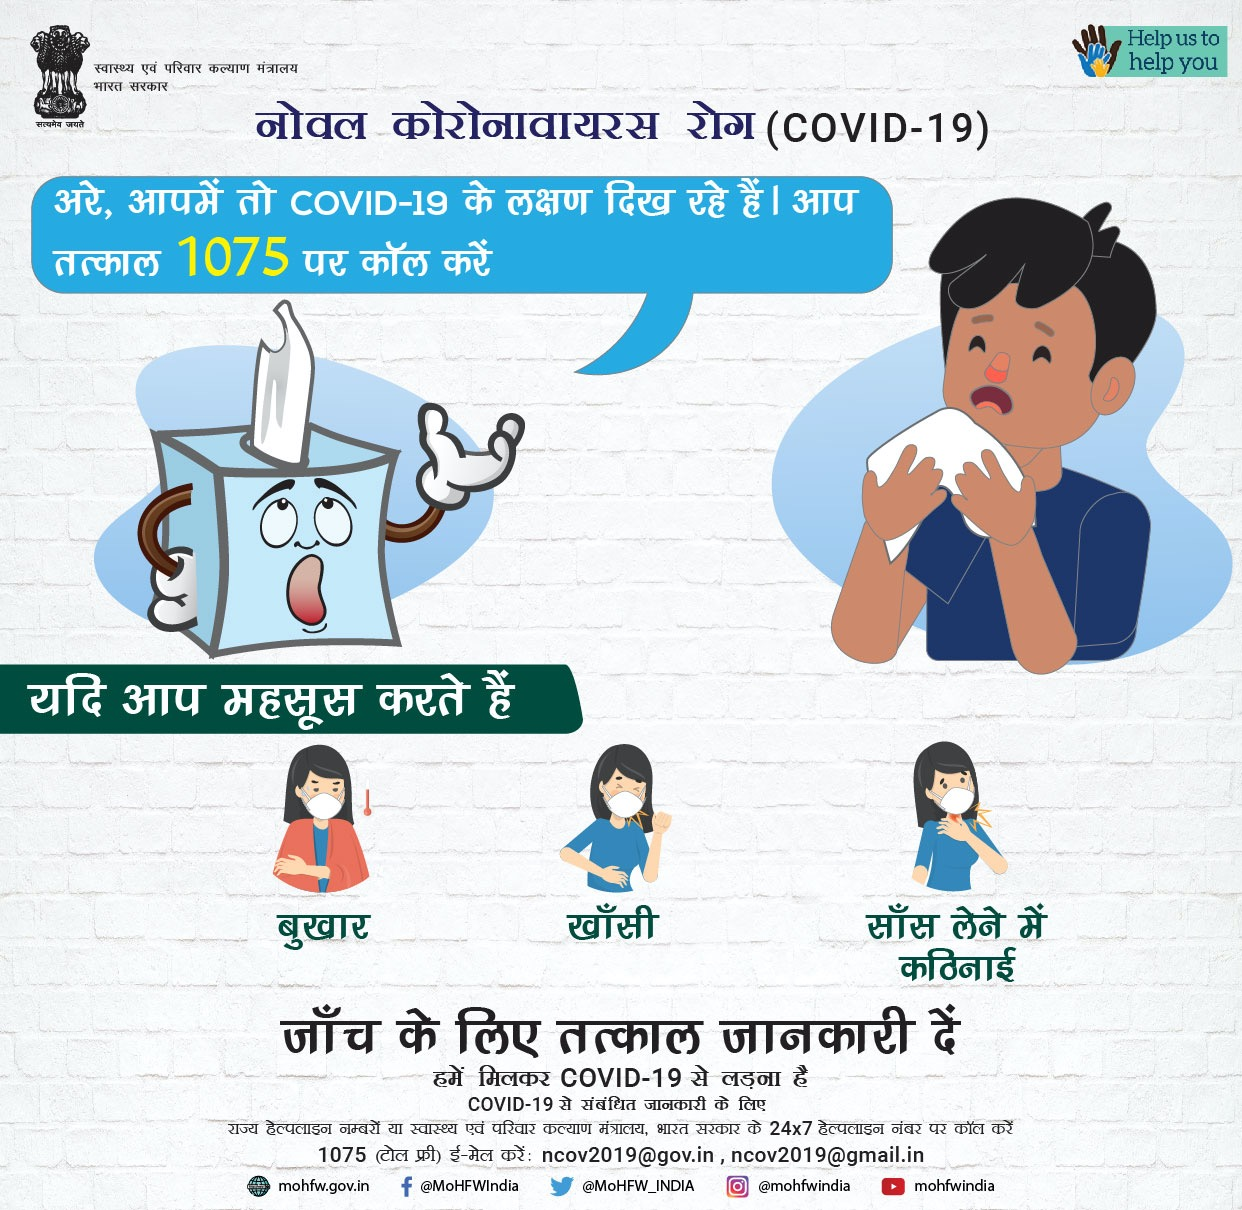 स्वास्थ्य एवं परिवार कल्याण मंत्रालय
भारत सरकार
सत्यमेव जयते
Help us to
help you
नोवल कोरोनावायरस रोग (COVID-19)
अरे, आपमें तो COVID-19 के लक्षण दिख रहे हैं। आप
तत्काल 1075 पर कॉल करें
यदि आप महसूस करते हैं
बुखार
खाँसी
साँस लेने में
कठिनाई
जाँच के लिए तत्काल जानकारी दें
हमें मिलकर COVID-19 से लड़ना है
COVID-19 से संबंधित जानकारी के लिए
राज्य हेल्पलाइन नम्बरों या स्वास्थ्य एवं परिवार कल्याण मंत्रालय, भारत सरकार के 24x7 हेल्पलाइन नंबर पर कॉल करें
1075 (टोल फ्री) ई-मेल करें: ncov2019@gov.in , ncov2019@gmail.in
mohfw.gov.in @MoHFWIndia @MoHFW_INDIA @mohfwindia mohfwindia